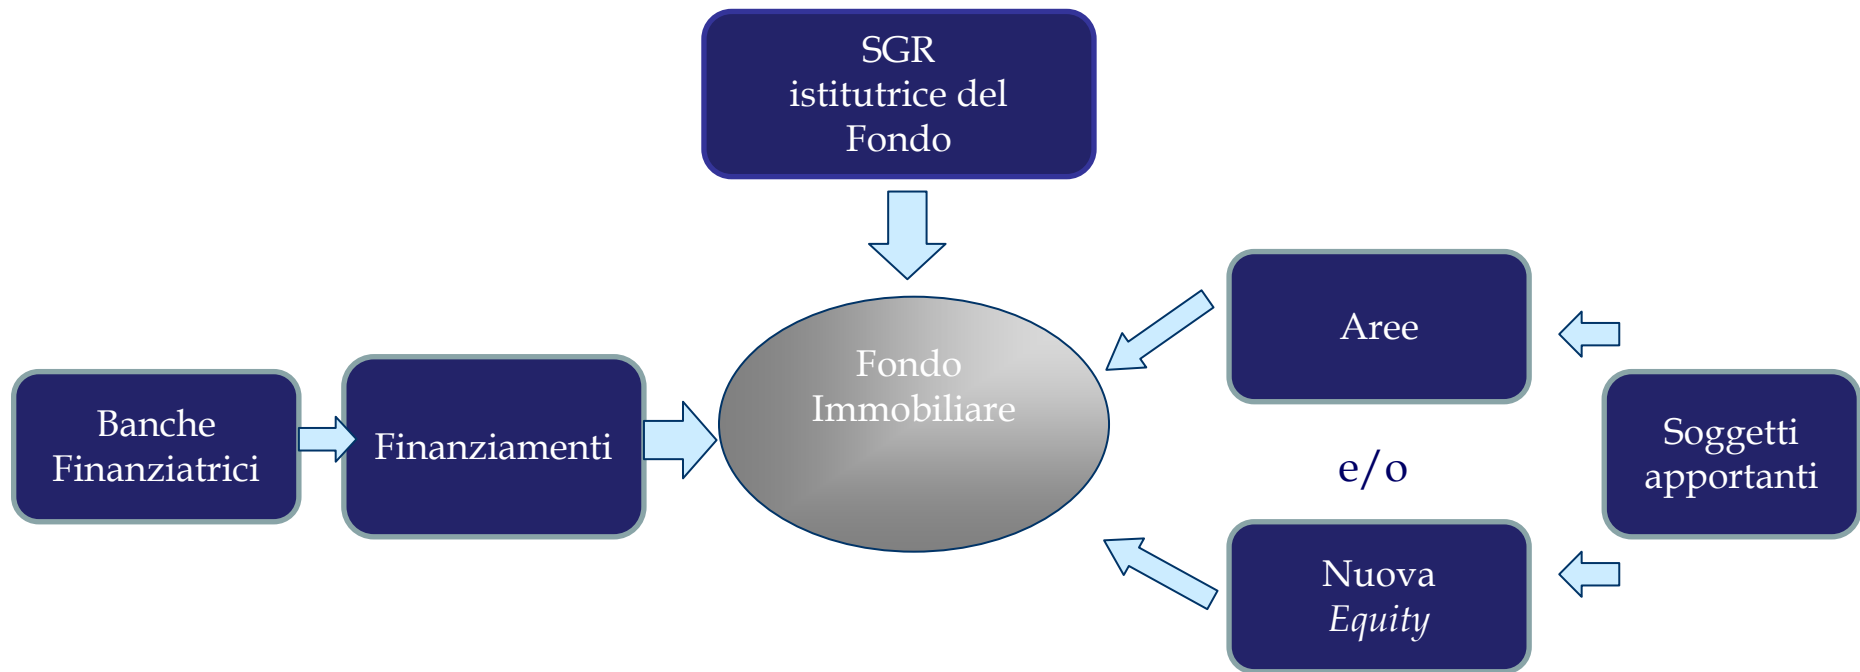 SGR
istitutrice del
Fondo
Banche
Finanziatrici
Finanziamenti
Fondo
Immobiliare
Aree
e/o
Nuova
Equity
Soggetti
apportanti